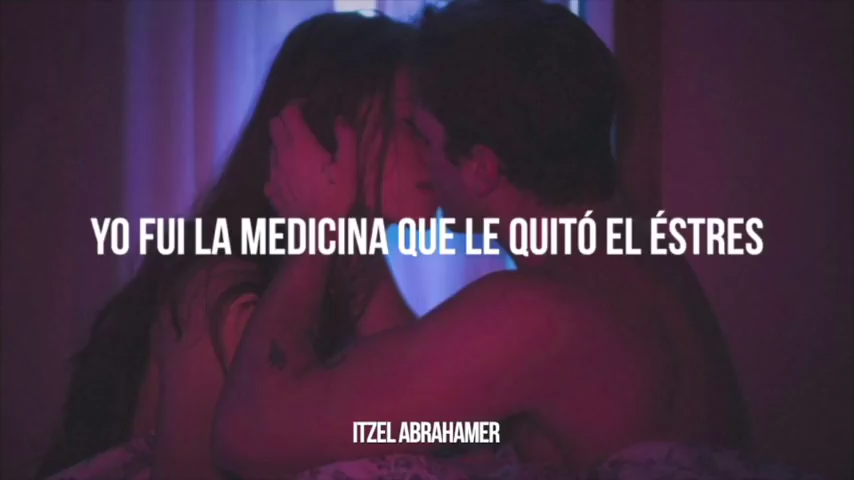 YO FUI LA MEDICINA QUE LE QUITÓ EL ÉSTRES
ITZEL ABRAHAMER